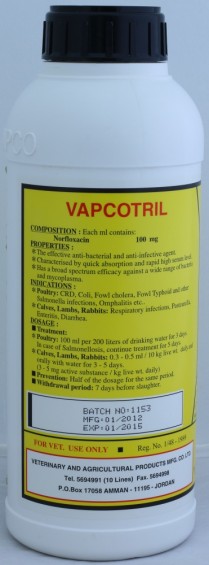 VAPCOTRIL
COMPOSITION : Each ml contains:
Norfloxacin 100 mg
PROPERTIES :
The effective anti-bacterial and anti-infective agent.
Characterised by quick absorption and rapid high serum level.
Has a broad spectrum efficacy against a wide range of bacteria
and mycoplasma.
INDICATIONS :
Poultry: CRD, Coli, Fowl cholera, Fowl Typhoid and other
Salmonella infections, Omphalitis etc..
Calves, Lambs, Rabbits: Respiratory infections, Pasteurella,
Enteritis, Diarrhea.
DOSAGE :
Treatment:
Poultry: 100 ml per 200 liters of drinking water for 3 days
in case of Salmonellosis, continue treatment for 5 days
Calves, Lambs, Rabbits: 0.3 - 0.5 ml / 10 kg live wt. daily and
orally with water for 3 - 5 days.
(3 - 5 mg active substance / kg live wt. daily)
Prevention: Half of the dosage for the same period.
Withdrawal period: 7 days before slaughter.
BATCH NO:1153
MFG:01/2012
EXP:01/2015
FOR VET. USE ONLY Reg. No.
VETERINARY AND AGRICULTURAL PRODUCTS MFG. CO. LTD.
Tel. 5694991 (10 Lines) Fax. 5694998
P.O.Box 17058 AMMAN - 11195 - JORDAN